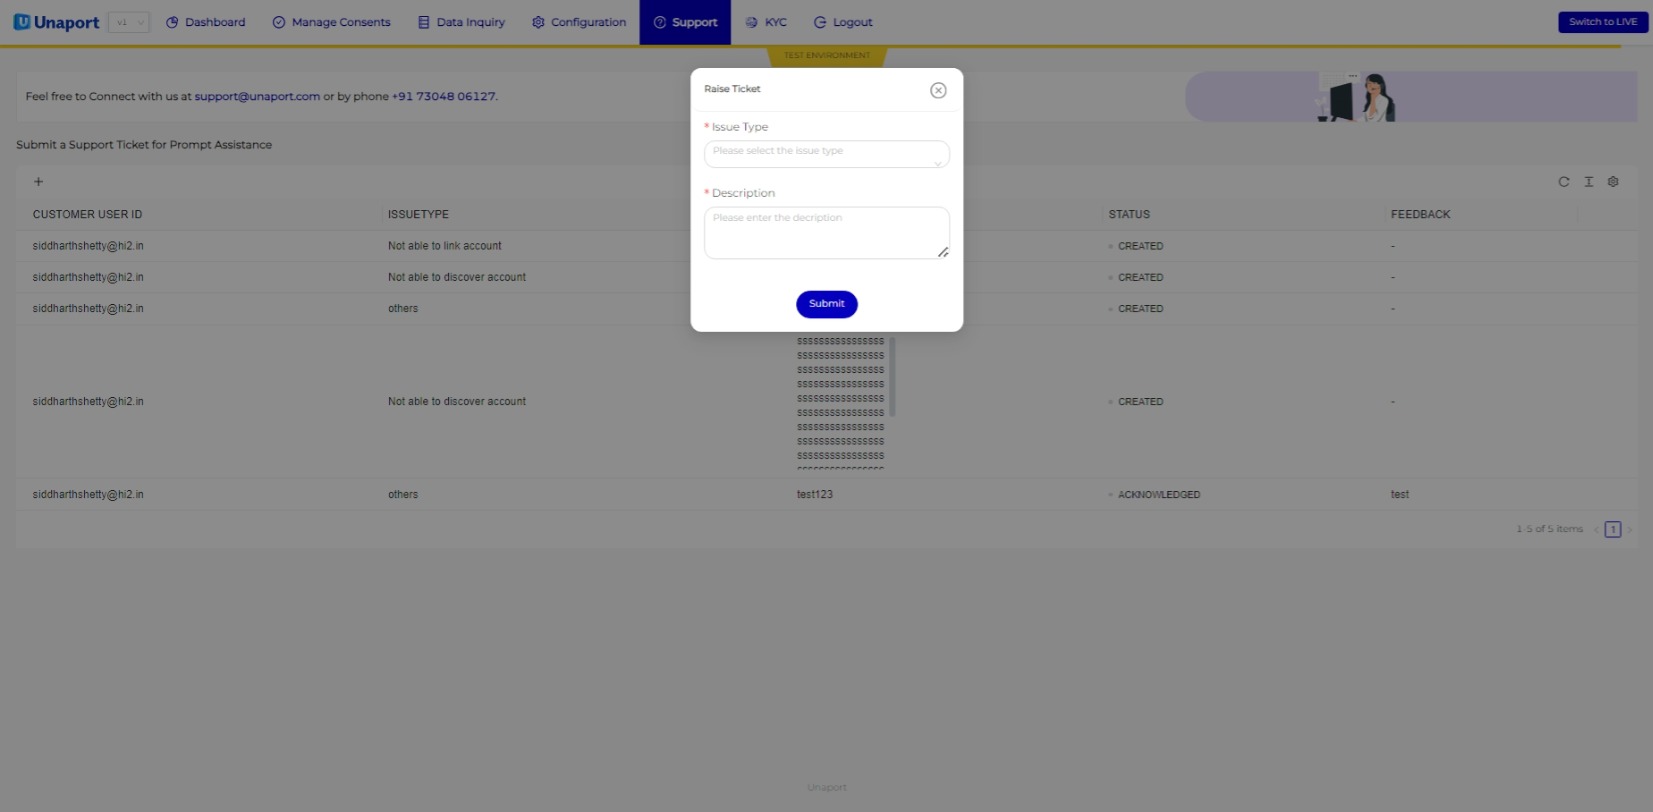 Unaport
v1
Dashboard
Manage Consents
Data Inquiry
Configuration
Support
KYC
Logout
Switch to LIVE
TEST ENVIRONMENT
Feel free to Connect with us at support@unaport.com or by phone +91 73048 06127.
Submit a Support Ticket for Prompt Assistance
Raise Ticket
* Issue Type
Please select the issue type
* Description
Please enter the decription
Submit
+
CUSTOMER USER ID ISSUETYPE STATUS FEEDBACK
siddharthshetty@hi2.in Not able to link account CREATED -
siddharthshetty@hi2.in Not able to discover account CREATED -
siddharthshetty@hi2.in others CREATED -
ssssssssssssssss
ssssssssssssssss
ssssssssssssssss
ssssssssssssssss
ssssssssssssssss
siddharthshetty@hi2.in Not able to discover account CREATED -
ssssssssssssssss
ssssssssssssssss
ssssssssssssssss
ssssssssssssssss
siddharthshetty@hi2.in others test123 ACKNOWLEDGED test
1-5 of 5 items < 1 >
Unaport